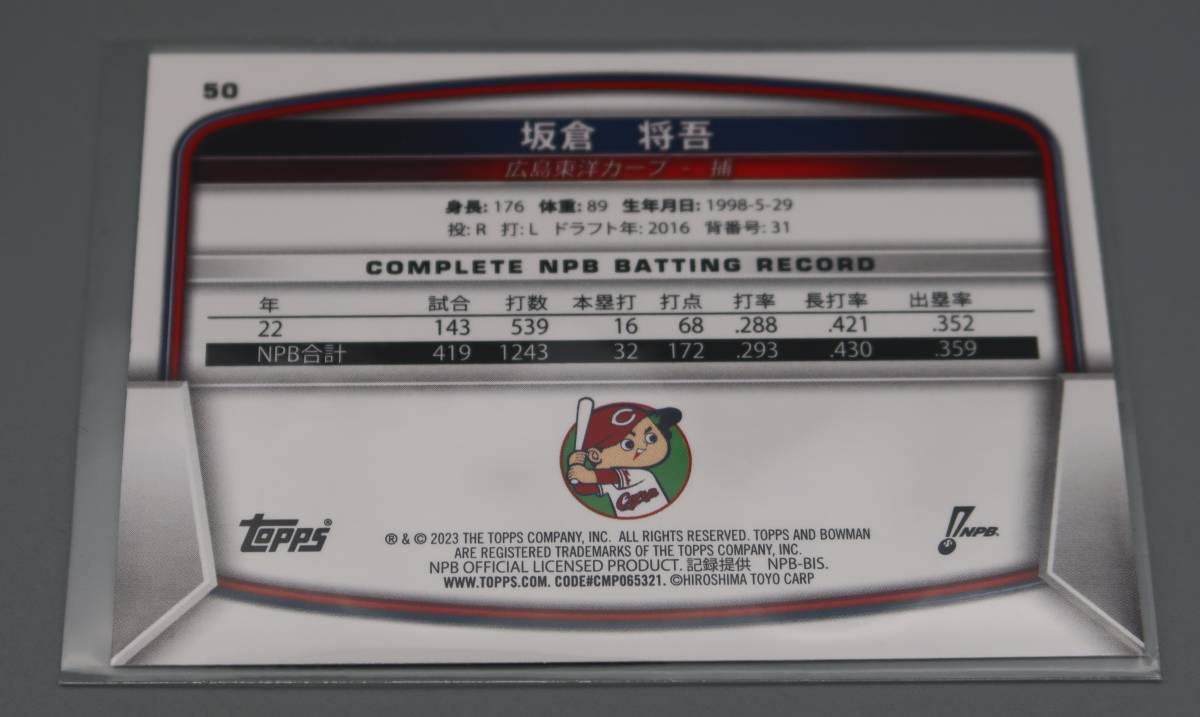 50
坂倉 将吾
広島東洋カープ - 捕
身長: 176 体重: 89 生年月日: 1998-5-29
投: R 打: L ドラフト年: 2016 背番号: 31
COMPLETE NPB BATTING RECORD
年 試合 打数 本塁打 打点 打率 長打率 出塁率
22 143 539 16 68 .288 .421 .352
NPB合計 419 1243 32 172 .293 .430 .359
C
Carp
Topps®
NPB.
® & © 2023 THE TOPPS COMPANY, INC. ALL RIGHTS RESERVED. TOPPS AND BOWMAN
ARE REGISTERED TRADEMARKS OF THE TOPPS COMPANY, INC.
NPB OFFICIAL LICENSED PRODUCT. 記録提供 NPB-BIS.
WWW.TOPPS.COM. CODE#CMP065321. ©HIROSHIMA TOYO CARP